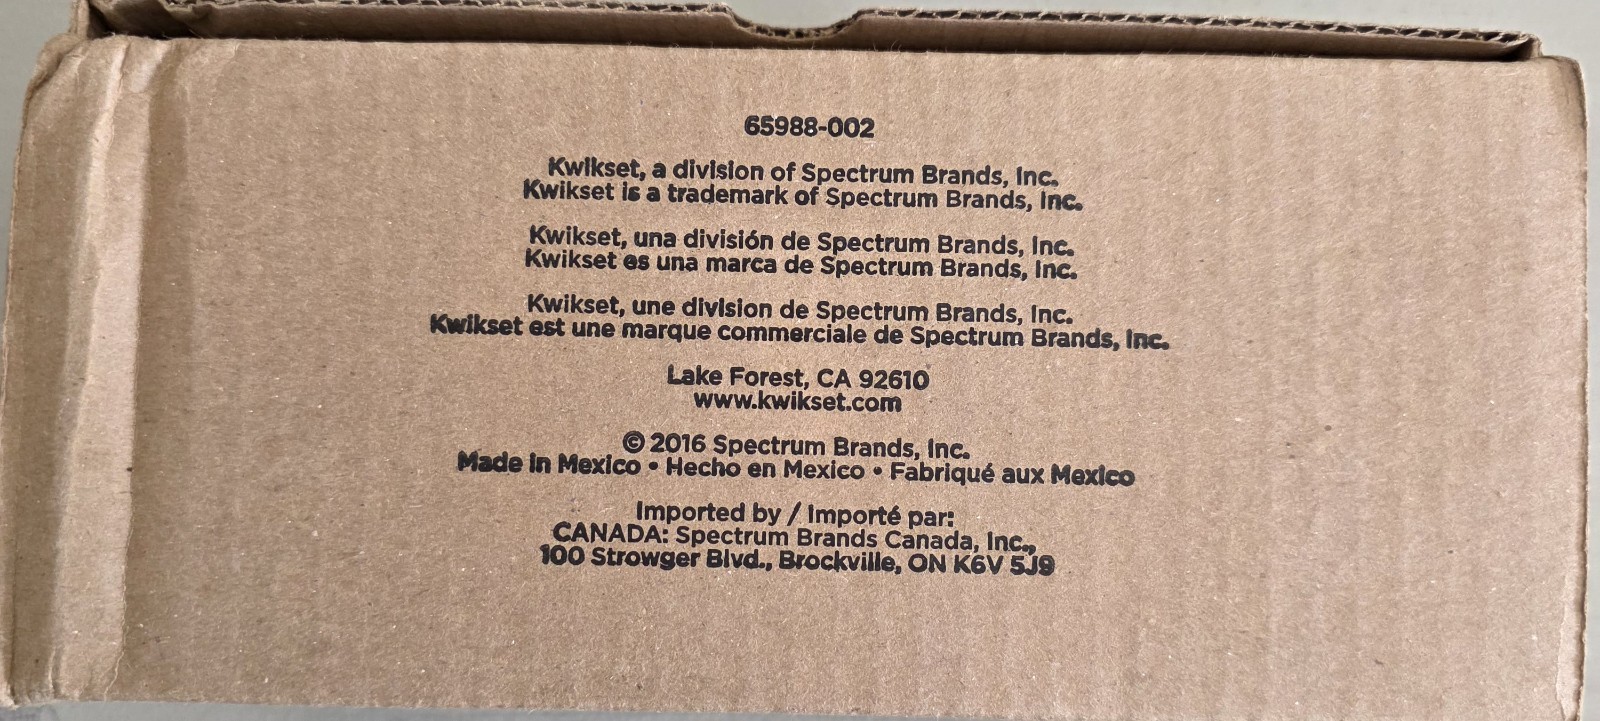 65988-002
Kwikset, a division of Spectrum Brands, Inc.
Kwikset is a trademark of Spectrum Brands, Inc.
Kwikset, una división de Spectrum Brands, Inc.
Kwikset es una marca de Spectrum Brands, Inc.
Kwikset, une division de Spectrum Brands, Inc.
Kwikset est une marque commerciale de Spectrum Brands, Inc.
Lake Forest, CA 92610
www.kwikset.com
© 2016 Spectrum Brands, Inc.
Made in Mexico • Hecho en Mexico • Fabriqué aux Mexico
Imported by / Importé par:
CANADA: Spectrum Brands Canada, Inc.,
100 Strowger Blvd., Brockville, ON K6V 5J9